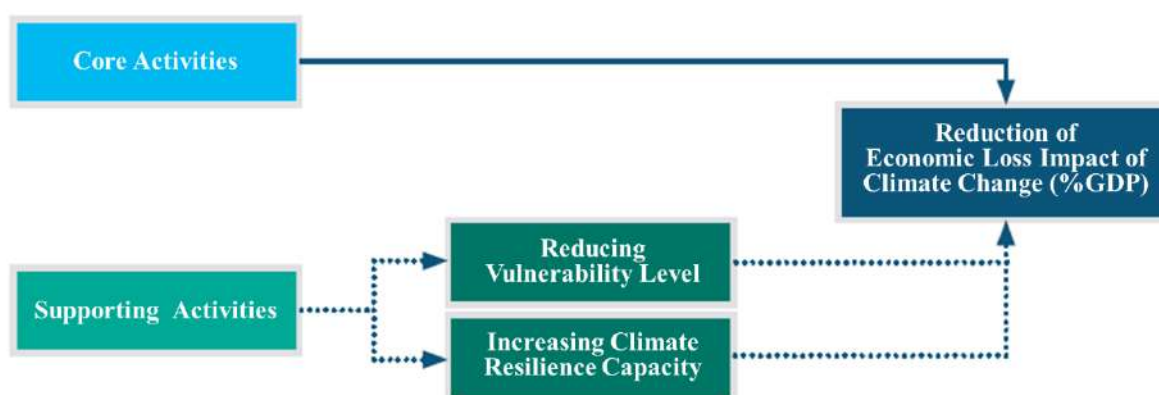 Core Activities
Reduction of
Economic Loss Impact of
Climate Change (%GDP)
Reducing
Vulnerability Level
Supporting Activities
Increasing Climate
Resilience Capacity